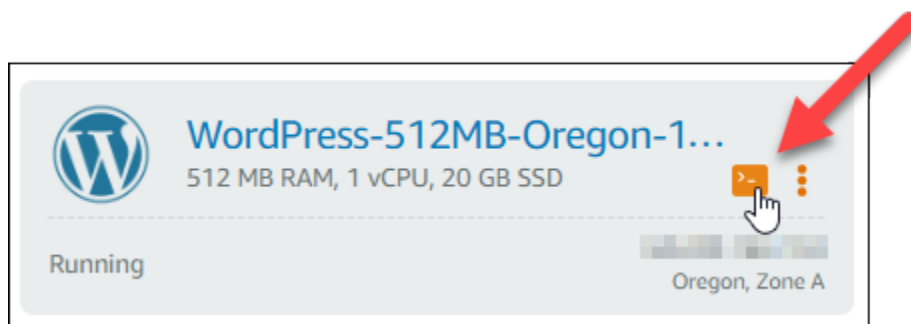 WordPress-512MB-Oregon-1...
512 MB RAM, 1 vCPU, 20 GB SSD
>_
Running
Oregon, Zone A